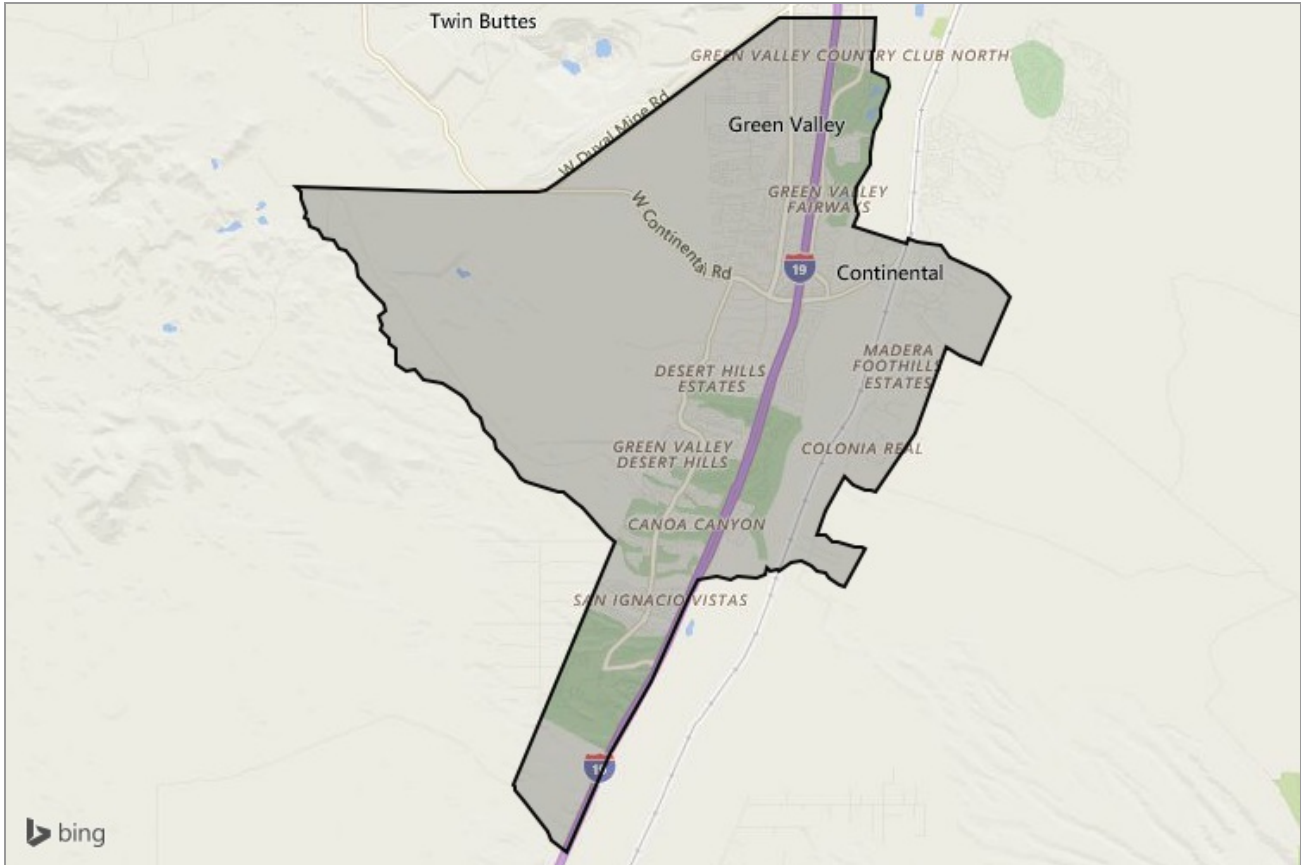 Twin Buttes
GREEN VALLEY COUNTRY CLUB NORTH
W Duval Mine Rd
Green Valley
GREEN VALLEY
FAIRWAYS
W Continental Rd
19
Continental
MADERA
FOOTHILLS
ESTATES
DESERT HILLS
ESTATES
GREEN VALLEY
DESERT HILLS
COLONIA REAL
CANOA CANYON
SAN IGNACIO VISTAS
19
bing